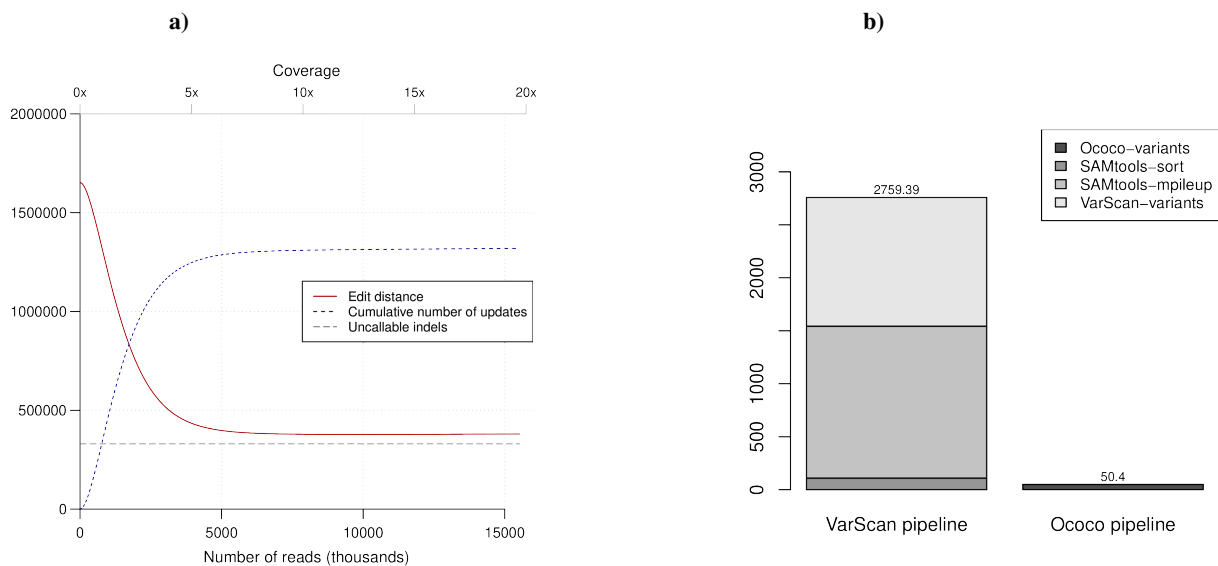 a)
Coverage
0x 5x 10x 15x 20x
2000000
1500000
1000000
500000
0
Edit distance
Cumulative number of updates
Uncallable indels
0 5000 10000 15000
Number of reads (thousands)
b)
Ococo−variants
SAMtools−sort
SAMtools−mpileup
VarScan−variants
3000
2000
1000
500
0
2759.39
50.4
VarScan pipeline
Ococo pipeline